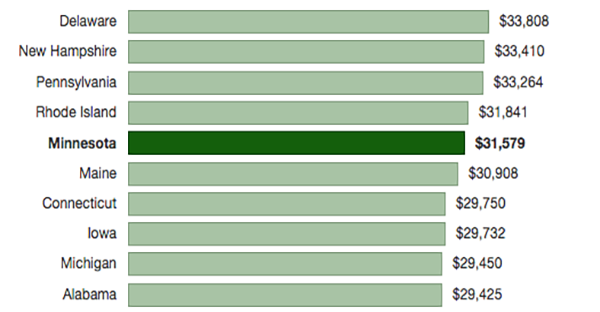 Delaware $33,808
New Hampshire $33,410
Pennsylvania $33,264
Rhode Island $31,841
Minnesota $31,579
Maine $30,908
Connecticut $29,750
Iowa $29,732
Michigan $29,450
Alabama $29,425